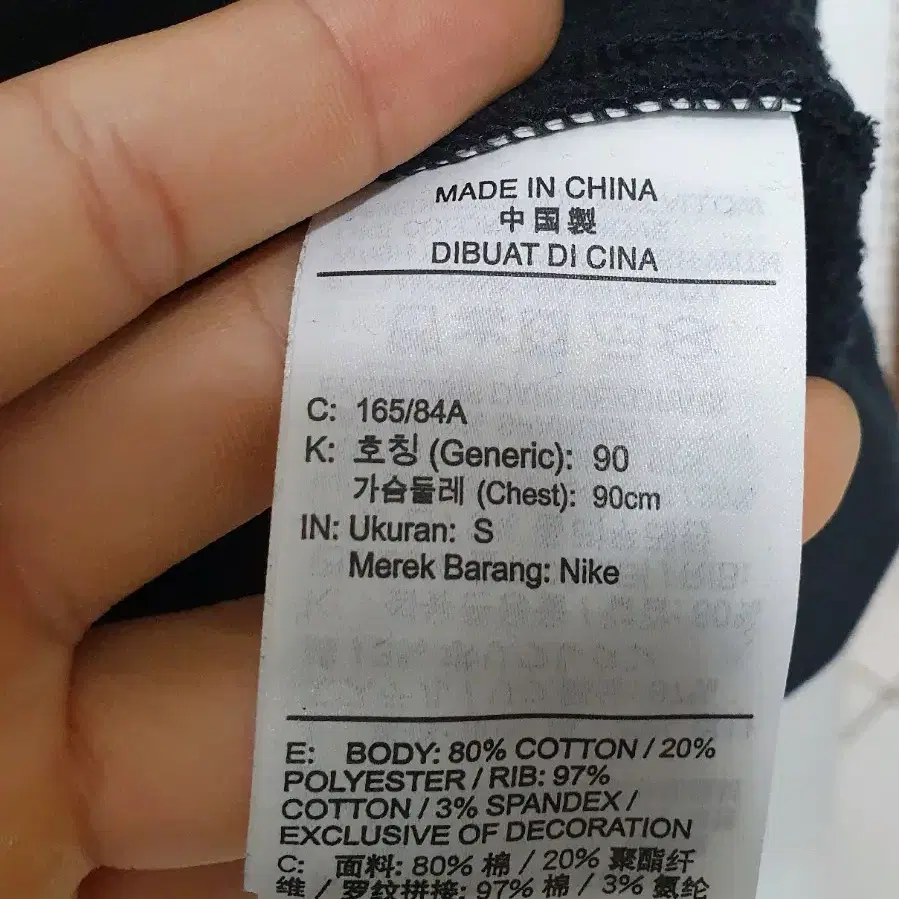 MADE IN CHINA
中国製
DIBUAT DI CINA
C: 165/84A
K: 호칭 (Generic): 90
가슴둘레 (Chest): 90cm
IN: Ukuran: S
Merek Barang: Nike
E: BODY: 80% COTTON / 20%
POLYESTER / RIB: 97%
COTTON / 3% SPANDEX /
EXCLUSIVE OF DECORATION
C: 面料: 80% 棉 / 20% 聚酯纤
维 / 罗纹拼接: 97% 棉 / 3% 氨纶